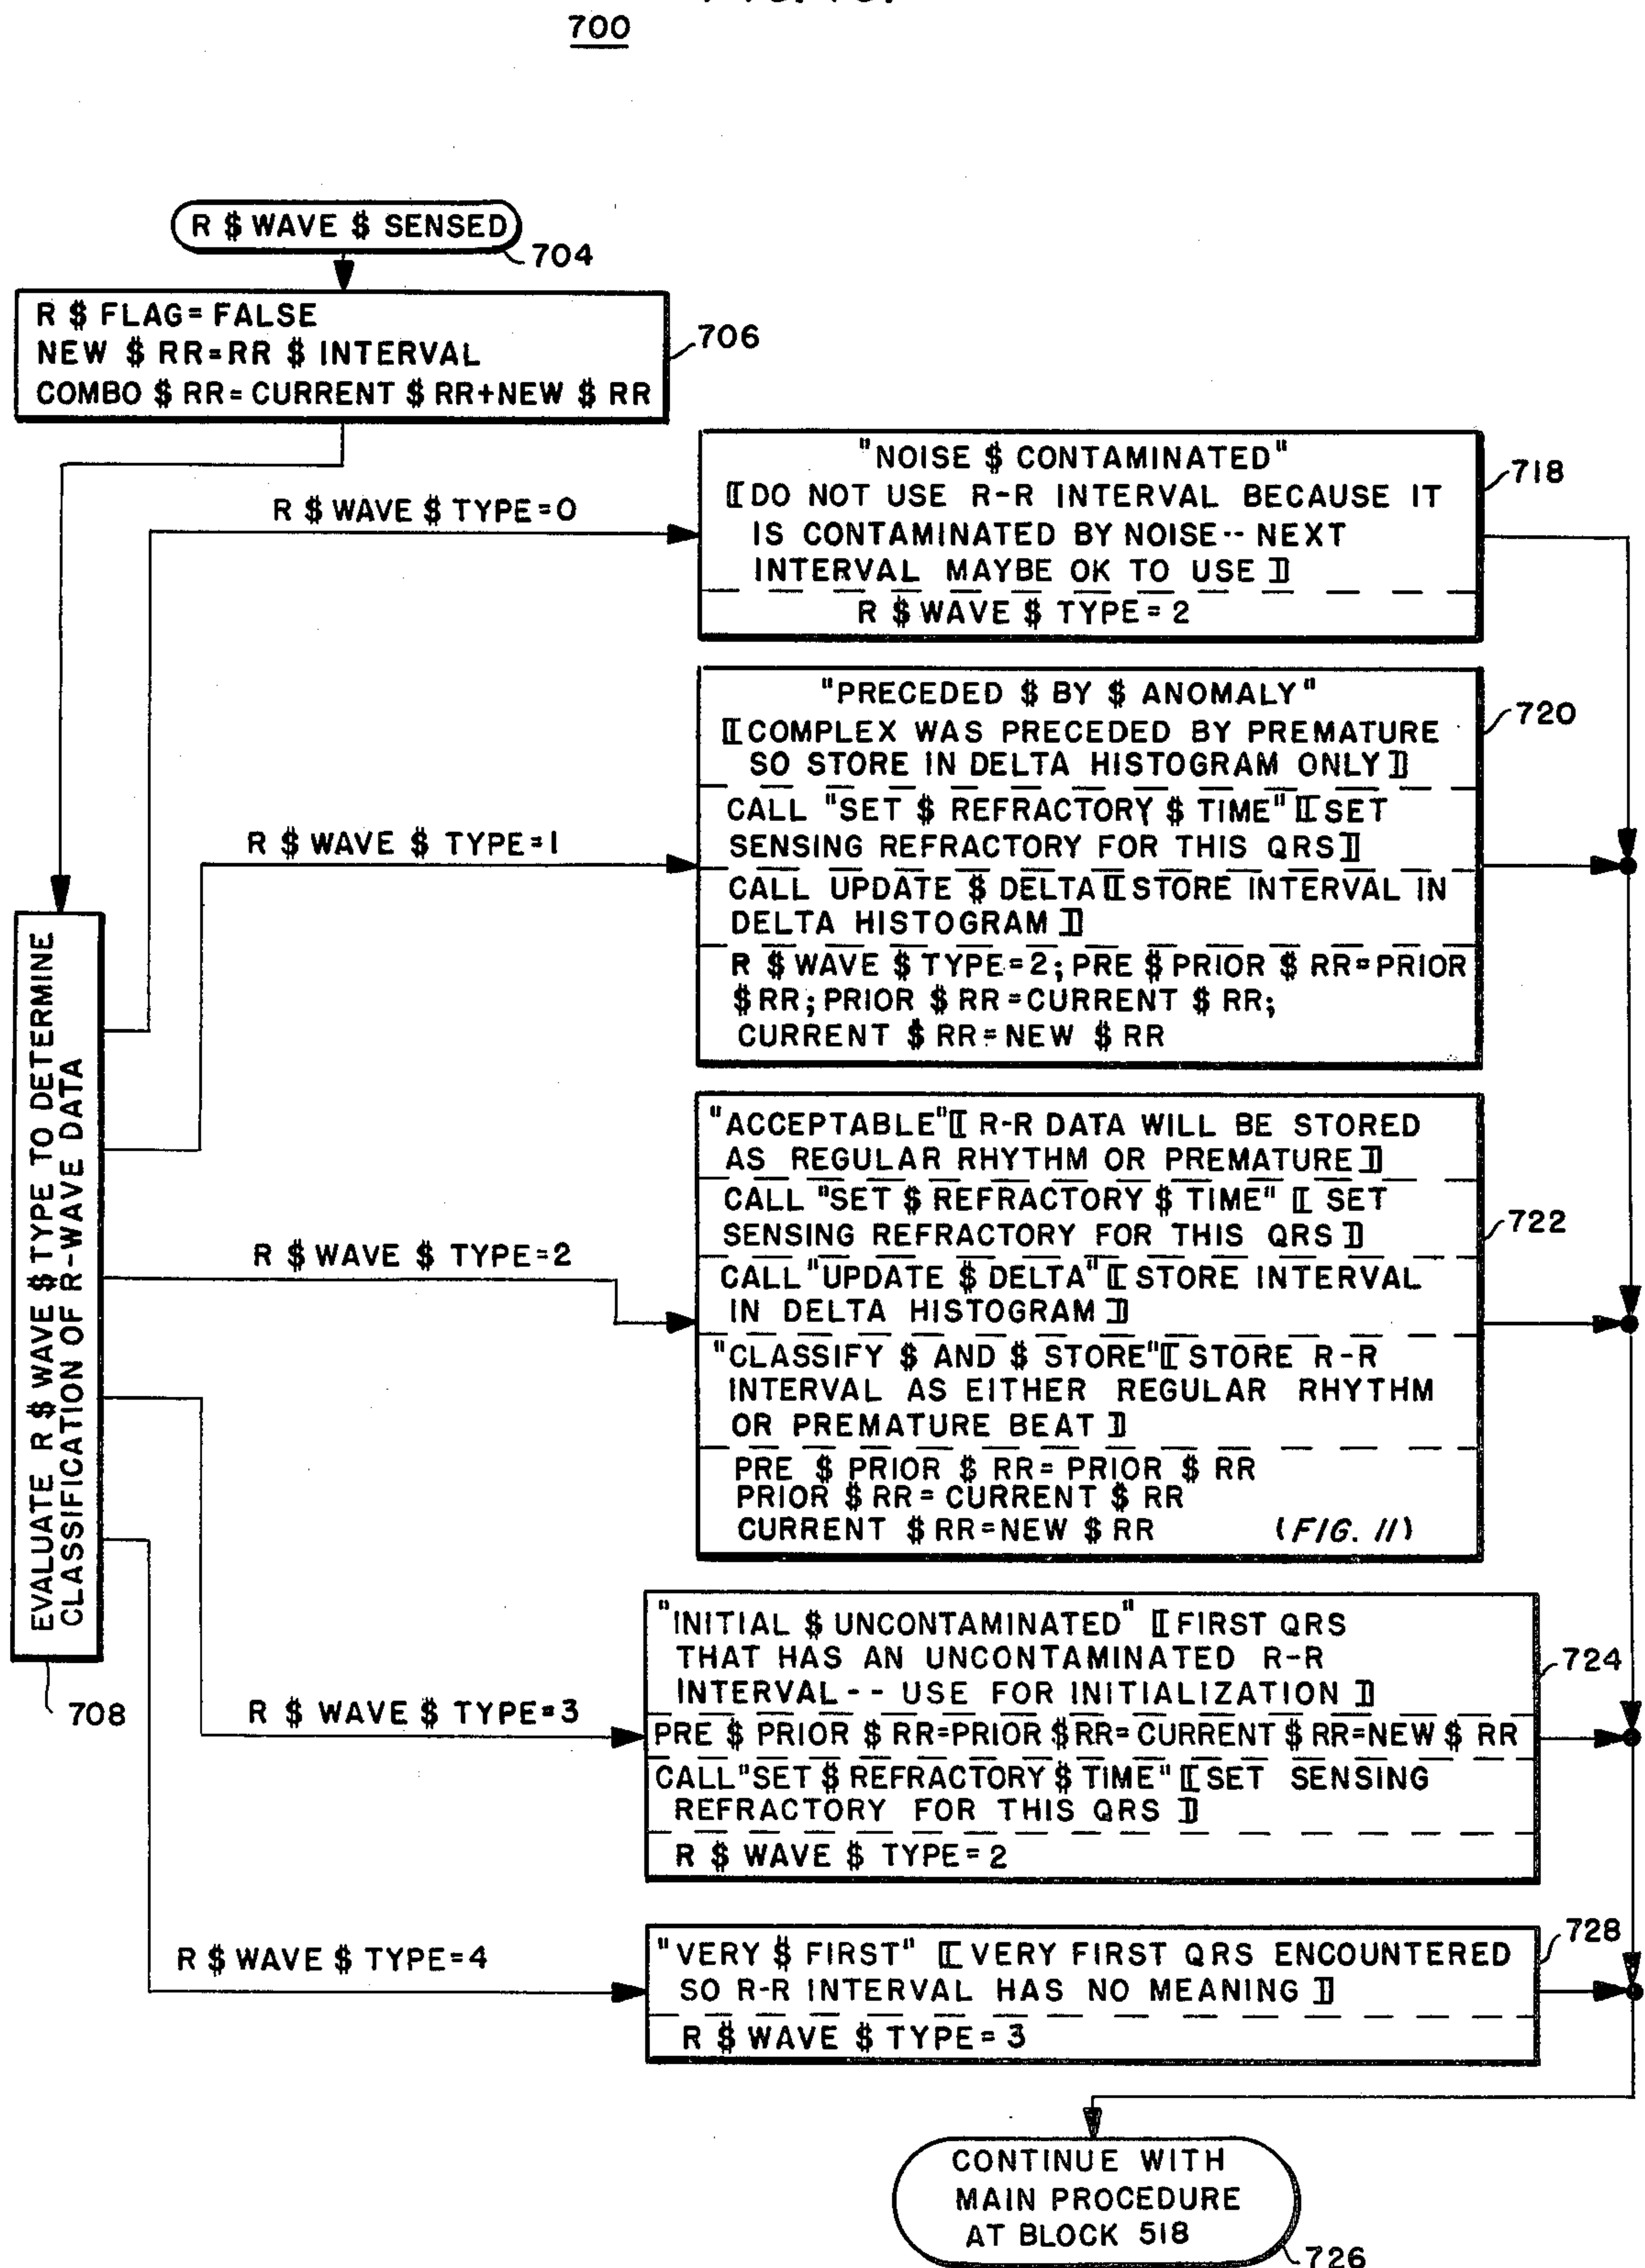 700
R $ WAVE $ SENSED
704
R $ FLAG = FALSE
NEW $ RR = RR $ INTERVAL
COMBO $ RR = CURRENT $ RR + NEW $ RR
706
EVALUATE R $ WAVE $ TYPE TO DETERMINE
CLASSIFICATION OF R-WAVE DATA
708
R $ WAVE $ TYPE = 0
"NOISE $ CONTAMINATED"
⟦ DO NOT USE R-R INTERVAL BECAUSE IT
IS CONTAMINATED BY NOISE -- NEXT
INTERVAL MAYBE OK TO USE ⟧
R $ WAVE $ TYPE = 2
718
R $ WAVE $ TYPE = 1
"PRECEDED $ BY $ ANOMALY"
⟦ COMPLEX WAS PRECEDED BY PREMATURE
SO STORE IN DELTA HISTOGRAM ONLY ⟧
CALL "SET $ REFRACTORY $ TIME" ⟦ SET
SENSING REFRACTORY FOR THIS QRS ⟧
CALL UPDATE $ DELTA ⟦ STORE INTERVAL IN
DELTA HISTOGRAM ⟧
R $ WAVE $ TYPE = 2; PRE $ PRIOR $ RR = PRIOR
$ RR; PRIOR $ RR = CURRENT $ RR;
CURRENT $ RR = NEW $ RR
720
R $ WAVE $ TYPE = 2
"ACCEPTABLE" ⟦ R-R DATA WILL BE STORED
AS REGULAR RHYTHM OR PREMATURE ⟧
CALL "SET $ REFRACTORY $ TIME" ⟦ SET
SENSING REFRACTORY FOR THIS QRS ⟧
CALL "UPDATE $ DELTA" ⟦ STORE INTERVAL
IN DELTA HISTOGRAM ⟧
"CLASSIFY $ AND $ STORE" ⟦ STORE R-R
INTERVAL AS EITHER REGULAR RHYTHM
OR PREMATURE BEAT ⟧
PRE $ PRIOR $ RR = PRIOR $ RR
PRIOR $ RR = CURRENT $ RR
CURRENT $ RR = NEW $ RR (FIG. 11)
722
R $ WAVE $ TYPE = 3
"INITIAL $ UNCONTAMINATED" ⟦ FIRST QRS
THAT HAS AN UNCONTAMINATED R-R
INTERVAL -- USE FOR INITIALIZATION ⟧
PRE $ PRIOR $ RR = PRIOR $ RR = CURRENT $ RR = NEW $ RR
CALL "SET $ REFRACTORY $ TIME" ⟦ SET SENSING
REFRACTORY FOR THIS QRS ⟧
R $ WAVE $ TYPE = 2
724
R $ WAVE $ TYPE = 4
"VERY $ FIRST" ⟦ VERY FIRST QRS ENCOUNTERED
SO R-R INTERVAL HAS NO MEANING ⟧
R $ WAVE $ TYPE = 3
728
CONTINUE WITH
MAIN PROCEDURE
AT BLOCK 518
726